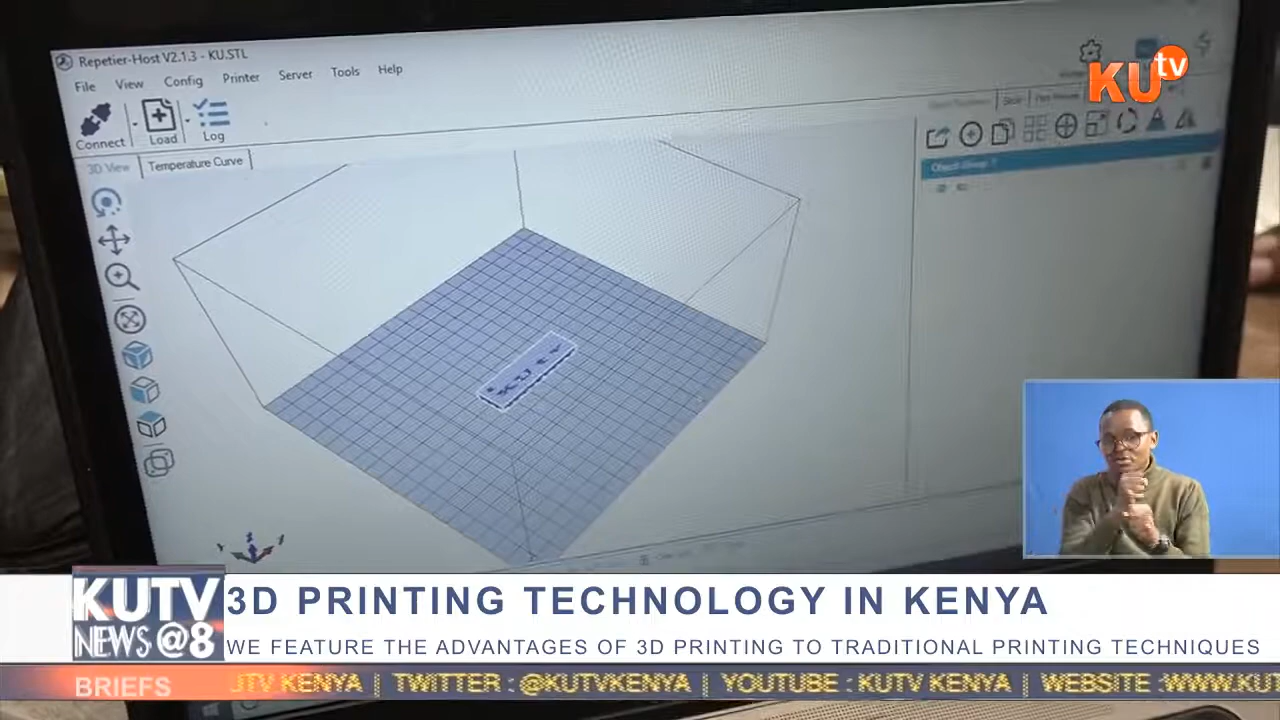 Repetier-Host V2.1.3 - KU.STL
File View Config Printer Server Tools Help
KU tv
Connect Load Log
3D View Temperature Curve
KUTV
NEWS @8
3D PRINTING TECHNOLOGY IN KENYA
WE FEATURE THE ADVANTAGES OF 3D PRINTING TO TRADITIONAL PRINTING TECHNIQUES
BRIEFS
UTV KENYA | TWITTER : @KUTVKENYA | YOUTUBE : KUTV KENYA | WEBSITE :WWW.KUT